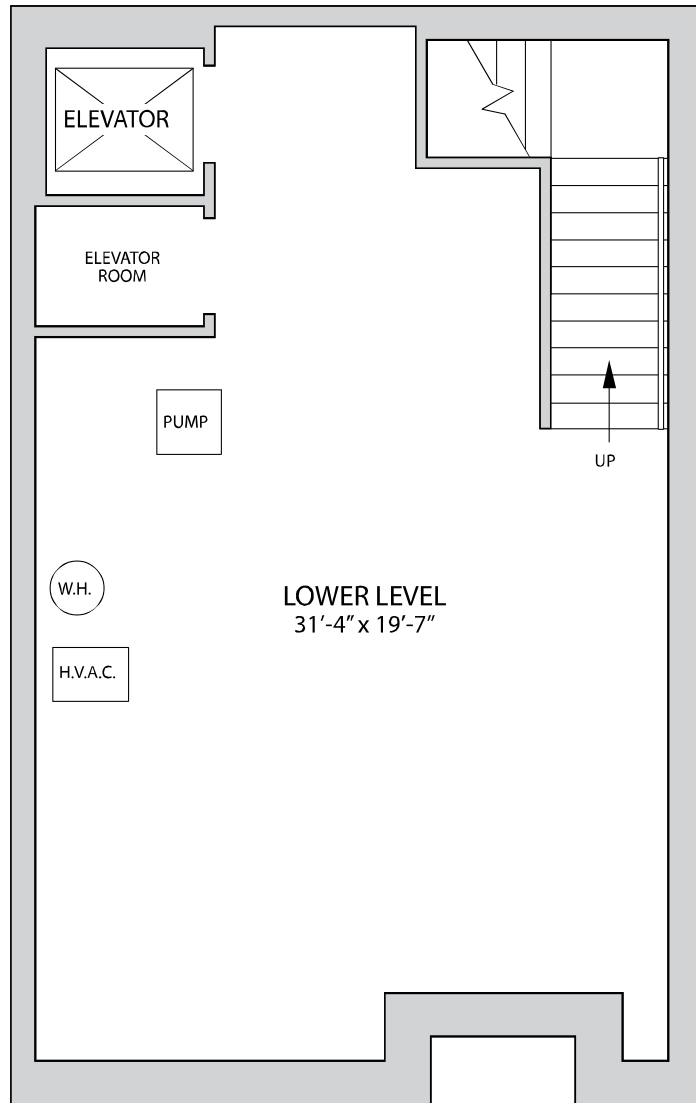 ELEVATOR
ELEVATOR
ROOM
PUMP
UP
W.H.
LOWER LEVEL
31’-4” x 19’-7”
H.V.A.C.